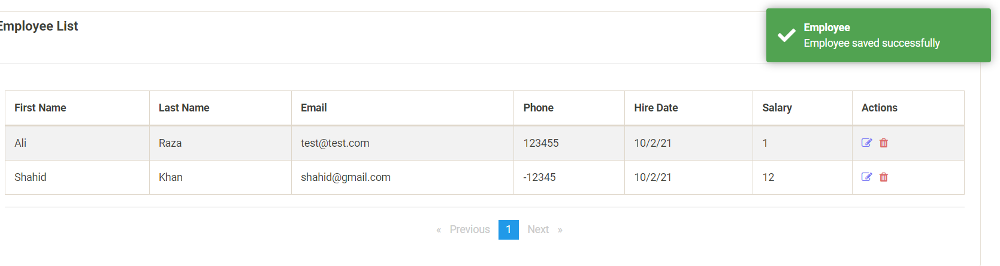 Employee List
Employee
Employee saved successfully
First Name Last Name Email Phone Hire Date Salary Actions
Ali Raza test@test.com 123455 10/2/21 1
Shahid Khan shahid@gmail.com -12345 10/2/21 12
« Previous 1 Next »